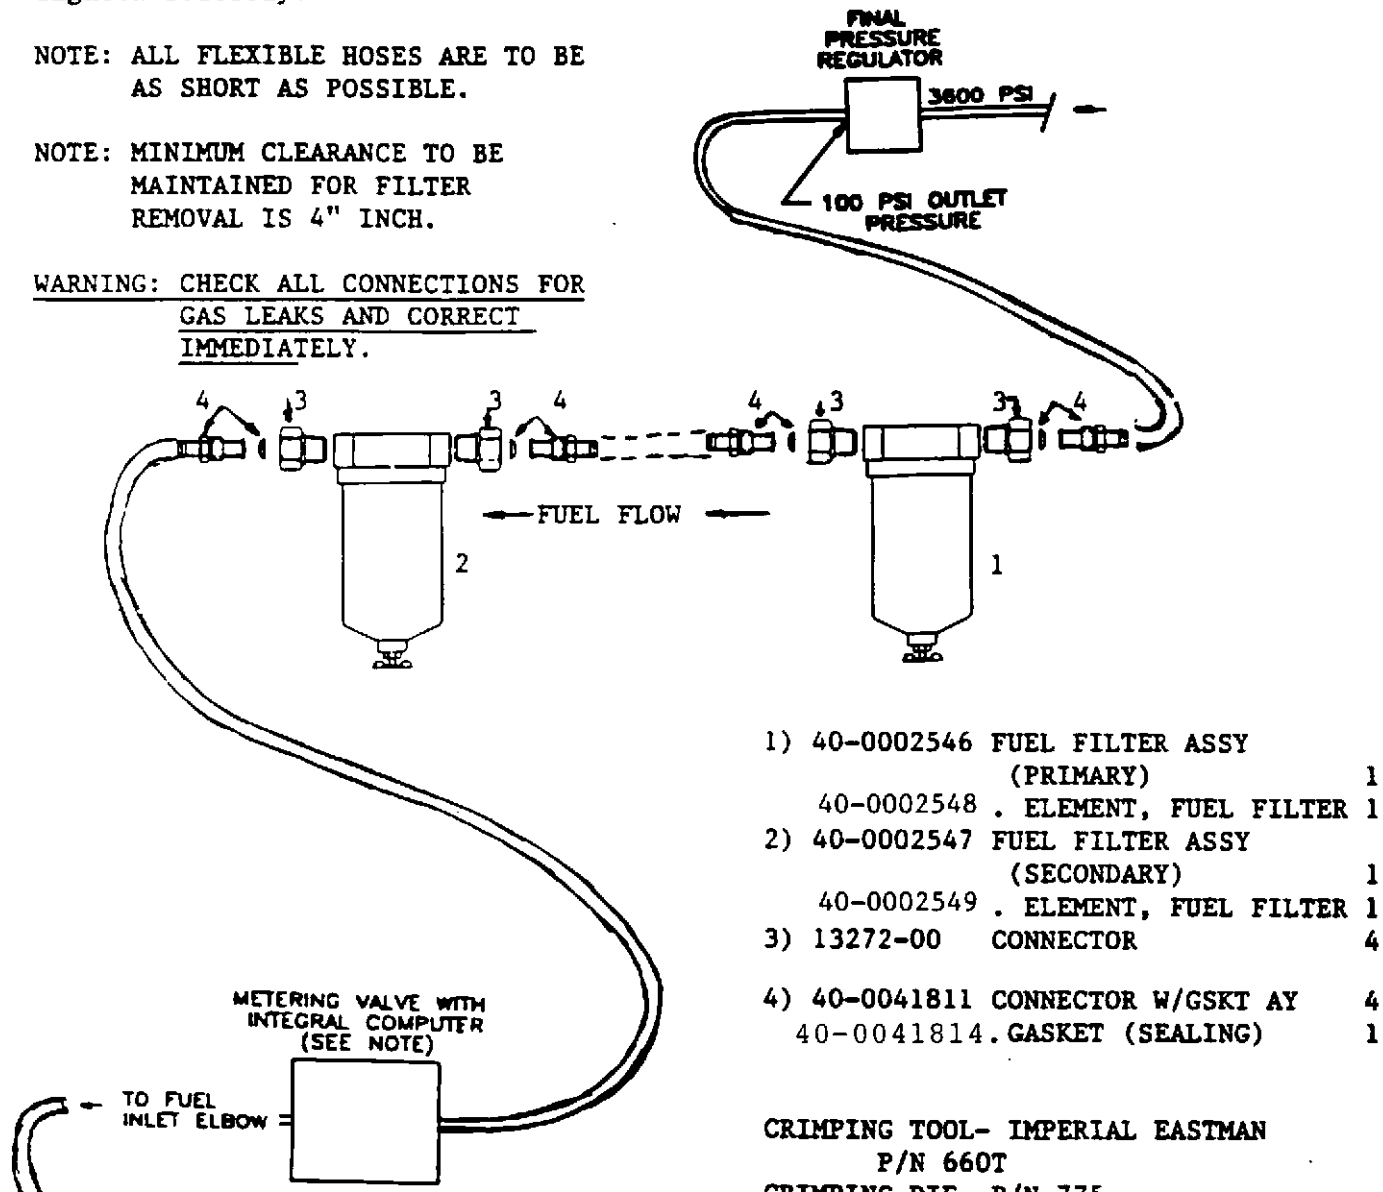 NOTE: ALL FLEXIBLE HOSES ARE TO BE
AS SHORT AS POSSIBLE.
NOTE: MINIMUM CLEARANCE TO BE
MAINTAINED FOR FILTER
REMOVAL IS 4" INCH.
WARNING: CHECK ALL CONNECTIONS FOR
GAS LEAKS AND CORRECT
IMMEDIATELY.
FINAL
PRESSURE
REGULATOR
3600 PSI
100 PSI OUTLET
PRESSURE
4 3 3 4 4 3 3 4
FUEL FLOW
2 1
1) 40-0002546 FUEL FILTER ASSY
(PRIMARY) 1
40-0002548 . ELEMENT, FUEL FILTER 1
2) 40-0002547 FUEL FILTER ASSY
(SECONDARY) 1
40-0002549 . ELEMENT, FUEL FILTER 1
3) 13272-00 CONNECTOR 4
4) 40-0041811 CONNECTOR W/GSKT AY 4
40-0041814. GASKET (SEALING) 1
METERING VALVE WITH
INTEGRAL COMPUTER
(SEE NOTE)
TO FUEL
INLET ELBOW
CRIMPING TOOL- IMPERIAL EASTMAN
P/N 660T